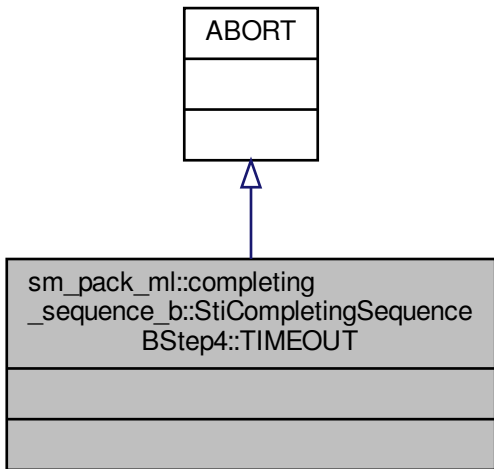 ABORT
sm_pack_ml::completing
_sequence_b::StiCompletingSequence
BStep4::TIMEOUT